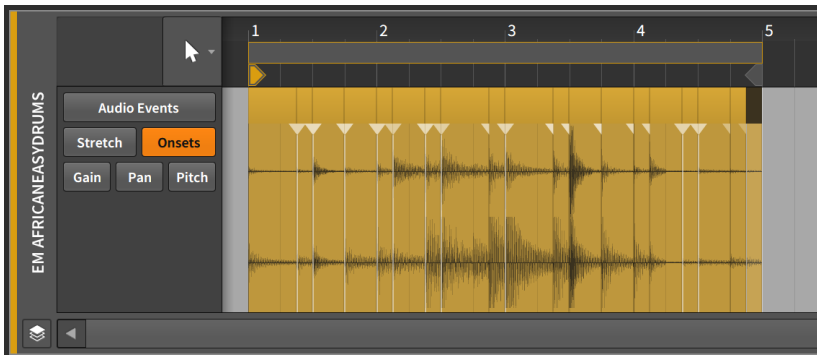 1 2 3 4 5
EM AFRICANEASYDRUMS
Audio Events
Stretch Onsets
Gain Pan Pitch